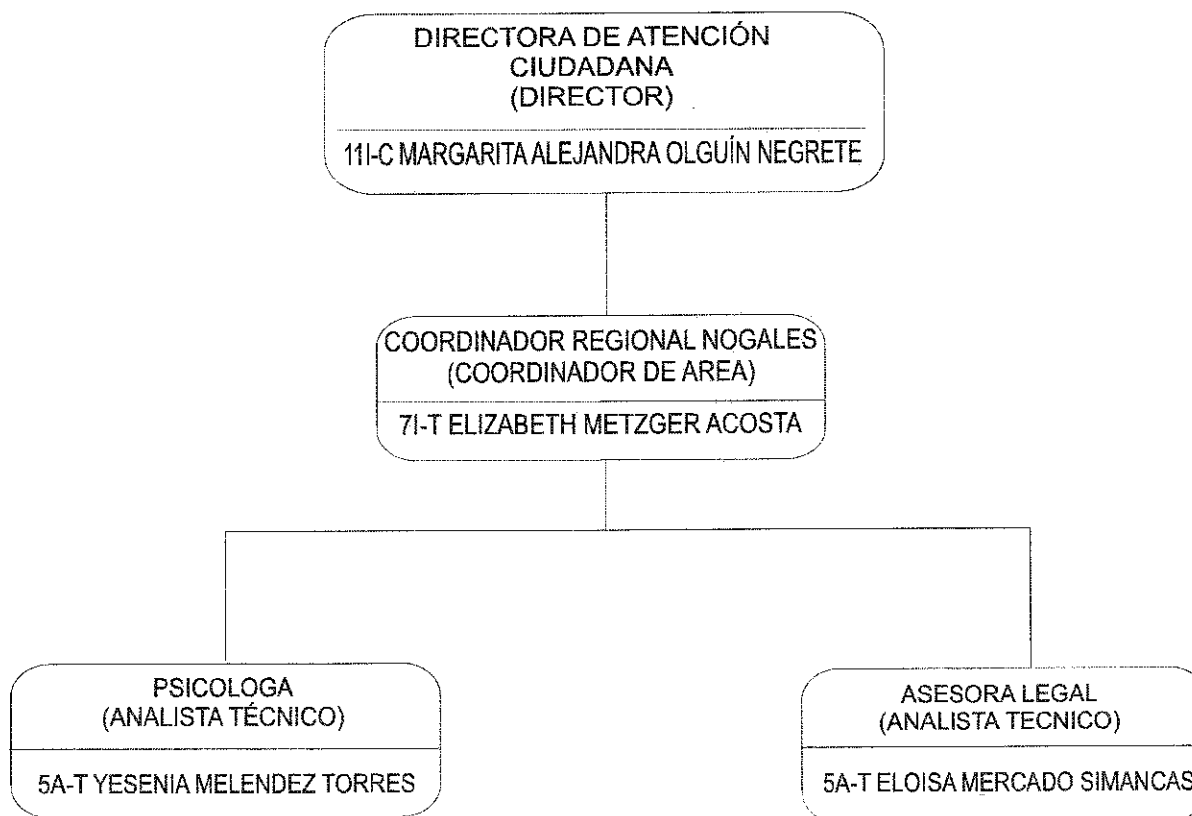 DIRECTORA DE ATENCIÓN
CIUDADANA
(DIRECTOR)
11I-C MARGARITA ALEJANDRA OLGUÍN NEGRETE
COORDINADOR REGIONAL NOGALES
(COORDINADOR DE AREA)
7I-T ELIZABETH METZGER ACOSTA
PSICOLOGA
(ANALISTA TÉCNICO)
5A-T YESENIA MELENDEZ TORRES
ASESORA LEGAL
(ANALISTA TECNICO)
5A-T ELOISA MERCADO SIMANCAS